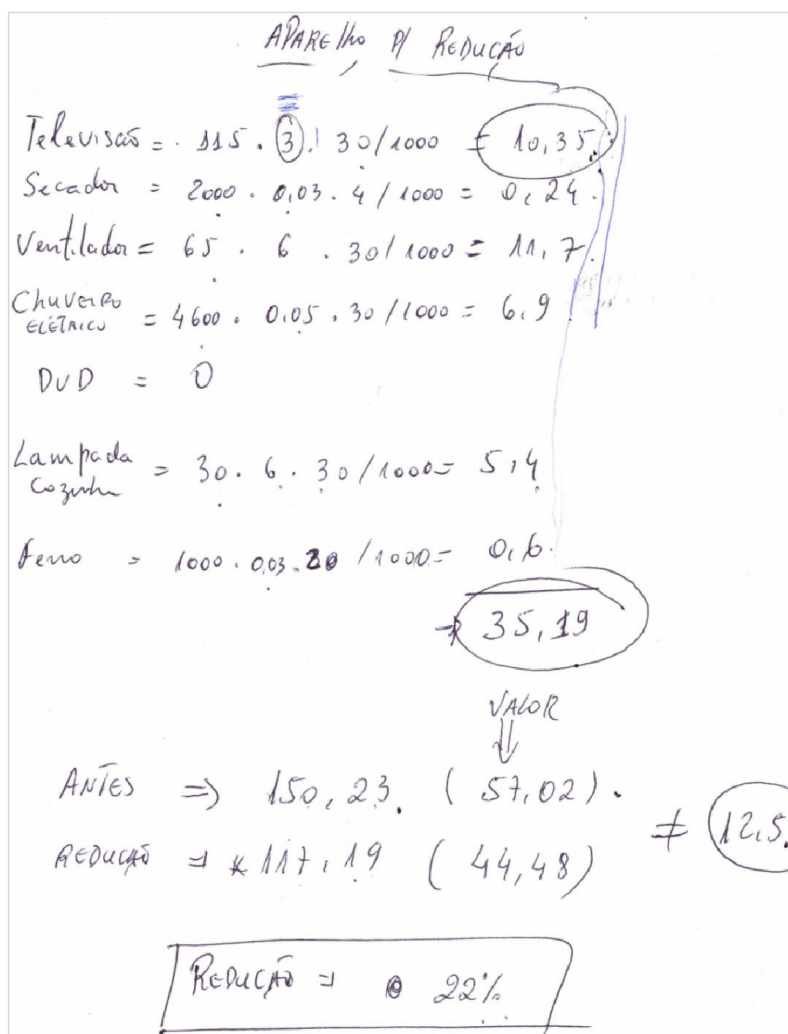 APARELHO P/ REDUÇÃO
Televisão = 115 . 3 . 30/1000 = 10,35
Secador = 2000 . 0,03 . 4/1000 = 0,24
Ventilador = 65 . 6 . 30/1000 = 11,7
CHUVEIRO ELÉTRICO = 4600 . 0,05 . 30/1000 = 6,9
DVD = 0
Lampada Cozinha = 30 . 6 . 30/1000 = 5,4
Ferro = 1000 . 0,03 . 20/1000 = 0,6
→ 35,19
VALOR
ANTES => 150,23 (57,02).
≠ 12,5
REDUÇÃO => 117,19 (44,48)
REDUÇÃO = 22%